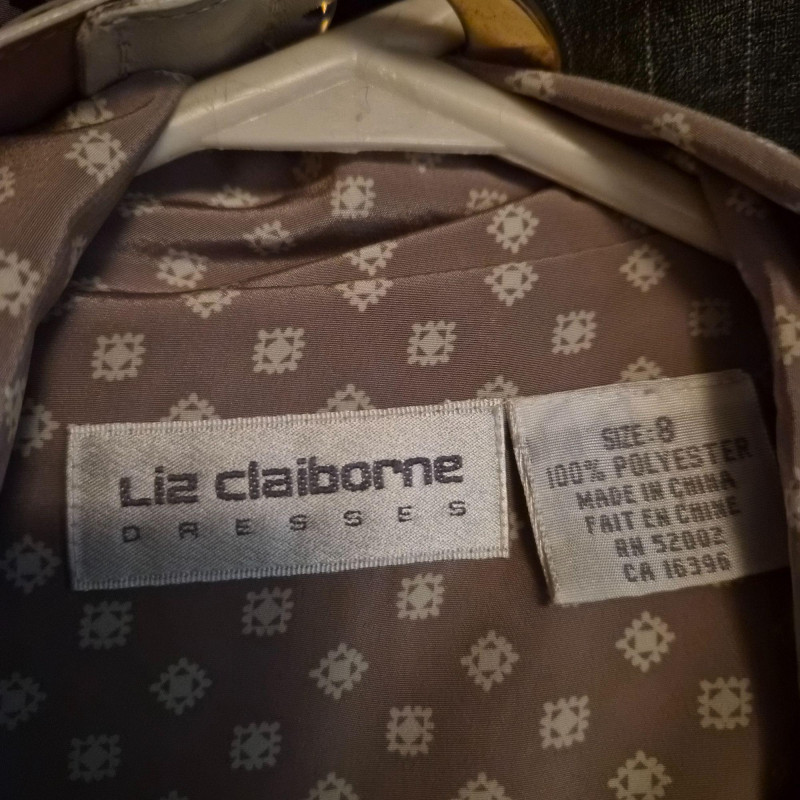 Liz claiborne
DRESSES
SIZE: 8
100% POLYESTER
MADE IN CHINA
FAIT EN CHINE
RN 52002
CA 16396